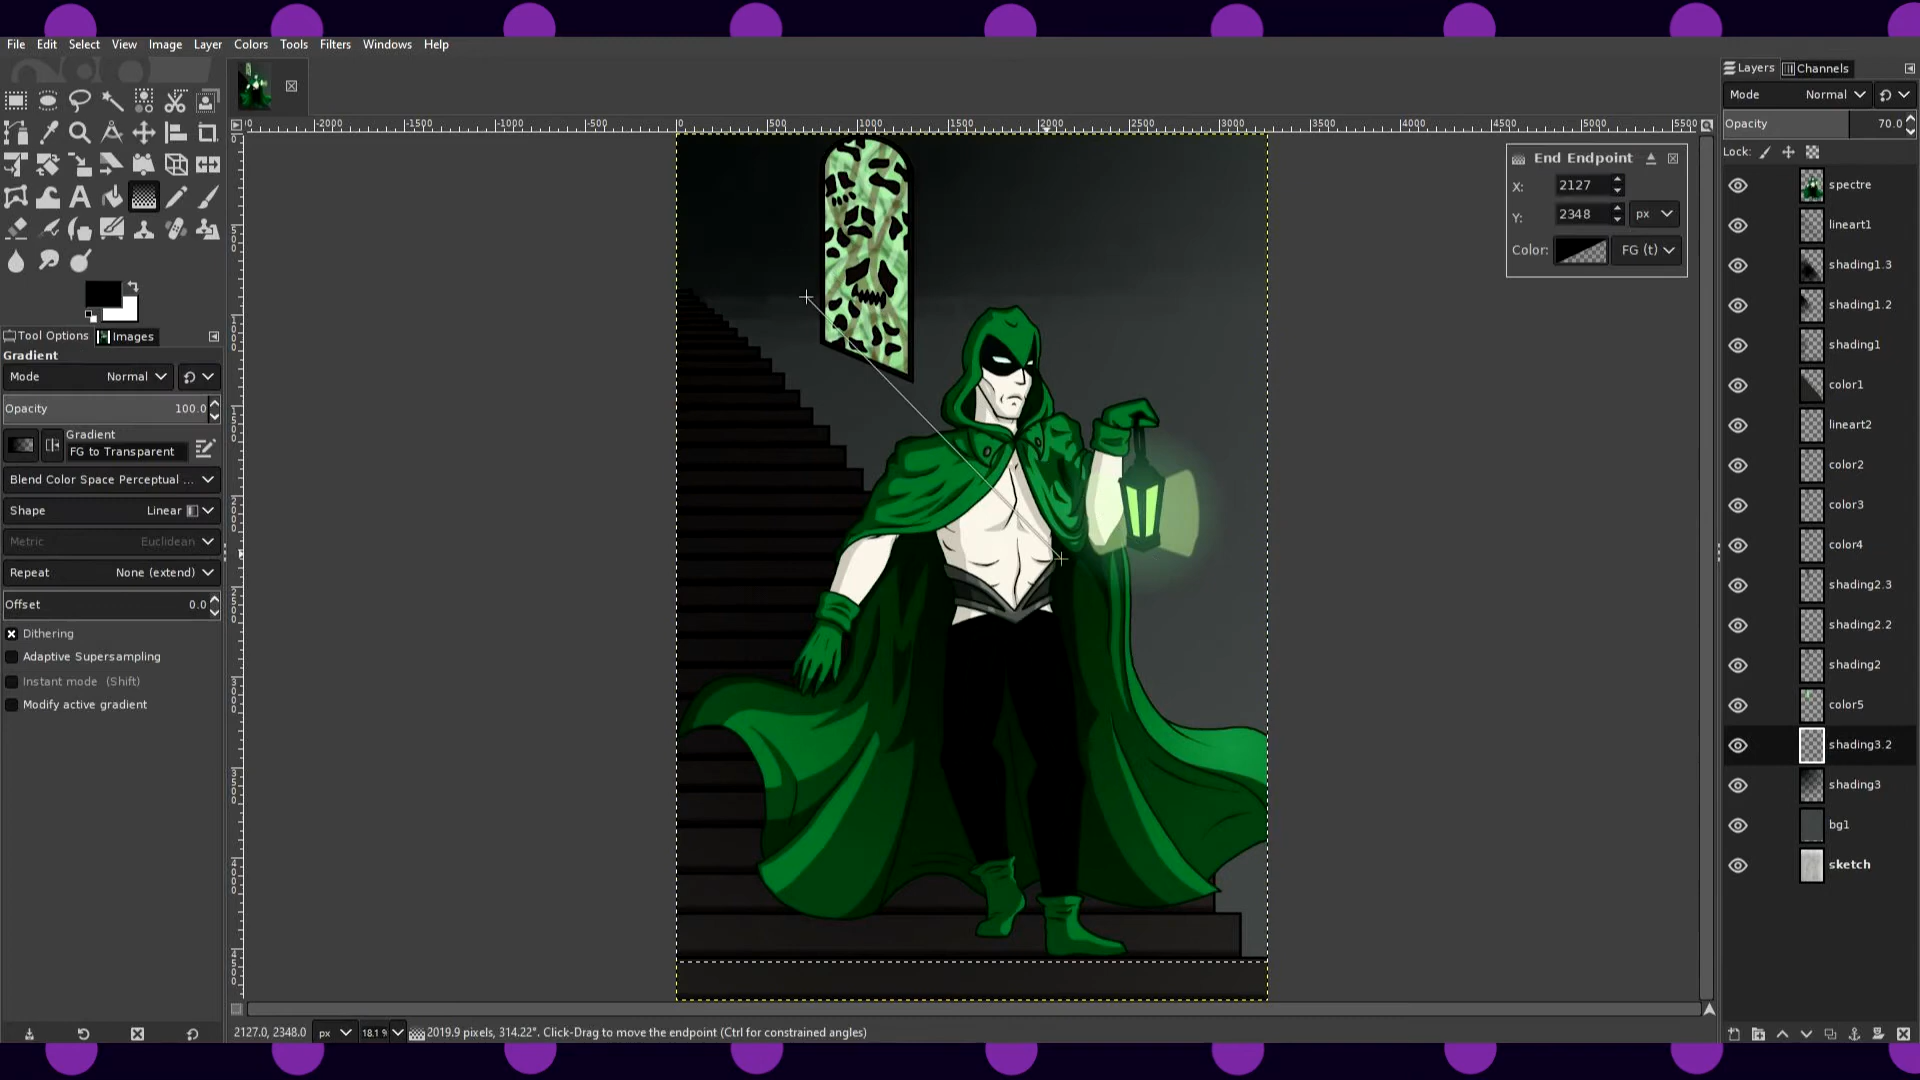 File Edit Select View Image Layer Colors Tools Filters Windows Help
Layers Channels
Mode Normal
Opacity 70.0
Lock:
-2000 -1500 -1000 -500 0 500 1000 1500 2000 2500 3000 3500 4000 4500 5000 5500
End Endpoint
X: 2127
Y: 2348 px
Color: FG (t)
spectre
lineart1
shading1.3
shading1.2
shading1
color1
lineart2
color2
color3
color4
shading2.3
shading2.2
shading2
color5
shading3.2
shading3
bg1
sketch
Tool Options Images
Gradient
Mode Normal
Opacity 100.0
Gradient
FG to Transparent
Blend Color Space Perceptual ...
Shape Linear
Metric Euclidean
Repeat None (extend)
Offset 0.0
Dithering
Adaptive Supersampling
Instant mode (Shift)
Modify active gradient
2127.0, 2348.0 px 18.1 % 2019.9 pixels, 314.22°. Click-Drag to move the endpoint (Ctrl for constrained angles)